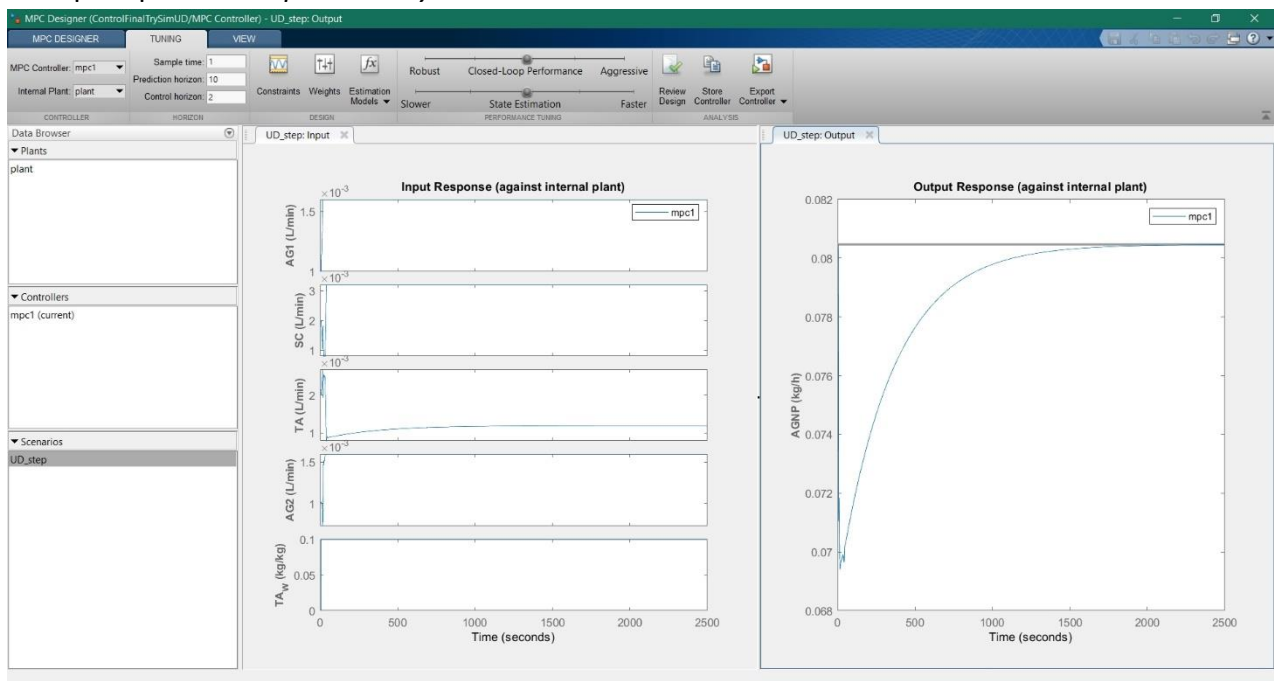 MPC Designer (ControlFinalTrySimUD/MPC Controller) - UD_step: Output
MPC DESIGNER TUNING VIEW
MPC Controller: mpc1
Internal Plant: plant
CONTROLLER
Sample time: 1
Prediction horizon: 10
Control horizon: 2
HORIZON
Constraints Weights Estimation Models
DESIGN
Robust Closed-Loop Performance Aggressive
Slower State Estimation Faster
PERFORMANCE TUNING
Review Design Store Controller Export Controller
ANALYSIS
Data Browser
Plants
plant
Controllers
mpc1 (current)
Scenarios
UD_step
UD_step: Input
Input Response (against internal plant)
mpc1
×10⁻³
1.5
1
AG1 (L/min)
×10⁻³
3
2
1
SC (L/min)
×10⁻³
2
1
TA (L/min)
×10⁻³
1.5
1
AG2 (L/min)
0.1
0.05
0
TA_W (kg/kg)
0 500 1000 1500 2000 2500
Time (seconds)
UD_step: Output
Output Response (against internal plant)
mpc1
0.082
0.08
0.078
0.076
0.074
0.072
0.07
0.068
AGNP (kg/h)
0 500 1000 1500 2000 2500
Time (seconds)